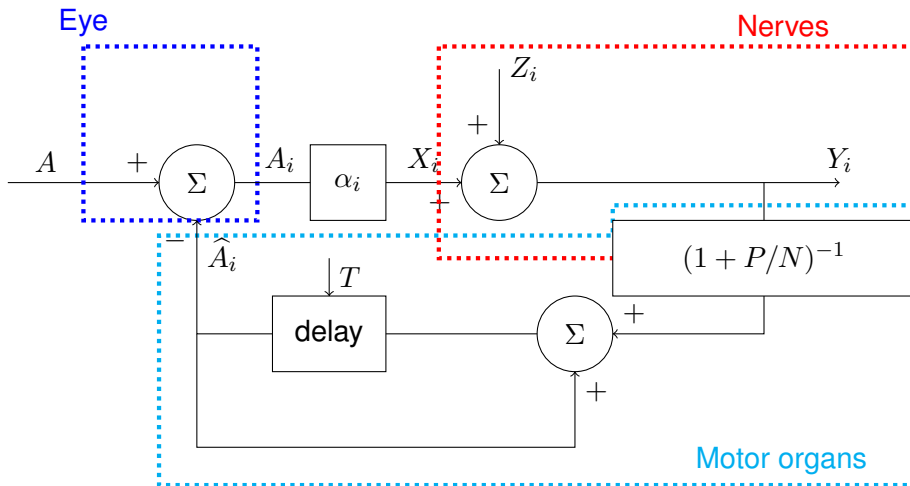 Eye
Nerves
Z_i
+
A
+
Σ
A_i
α_i
X_i
+
Σ
Y_i
−
Â_i
(1 + P/N)^{-1}
T
delay
Σ
+
+
Motor organs